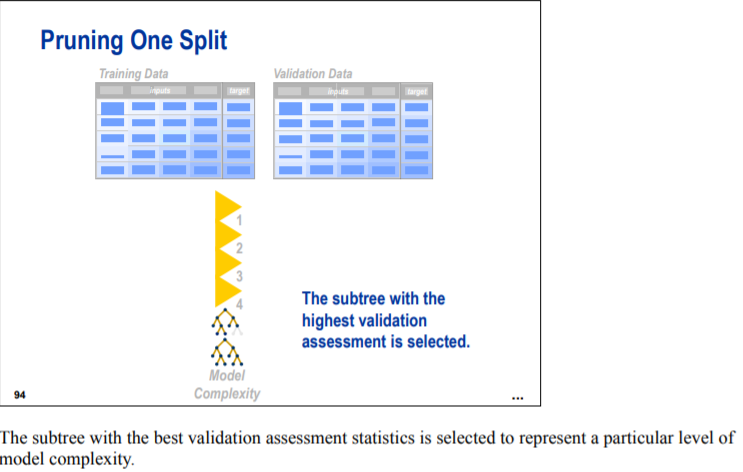 Pruning One Split
Training Data
Validation Data
inputs
target
inputs
target
1
2
3
4
The subtree with the
highest validation
assessment is selected.
Model
Complexity
94
...
The subtree with the best validation assessment statistics is selected to represent a particular level of
model complexity.